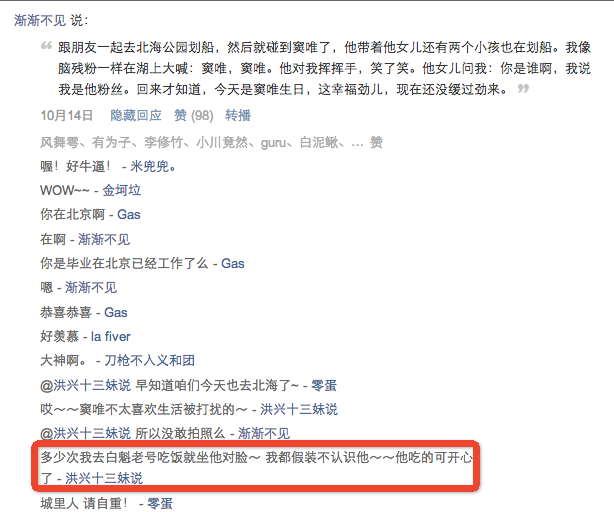 渐渐不见 说：
跟朋友一起去北海公园划船，然后就碰到窦唯了，他带着他女儿还有两个小孩也在划船。我像
脑残粉一样在湖上大喊：窦唯，窦唯。他对我挥挥手，笑了笑。他女儿问我：你是谁啊，我说
我是他粉丝。回来才知道，今天是窦唯生日，这幸福劲儿，现在还没缓过劲来。
10月14日 隐藏回应 赞 (98) 转播
风舞雩、有为子、李修竹、小川竟然、guru、白泥鳅、… 赞
喔！好牛逼！ - 米兜兜。
WOW~~ - 金坷垃
你在北京啊 - Gas
在啊 - 渐渐不见
你是毕业在北京已经工作了么 - Gas
嗯 - 渐渐不见
恭喜恭喜 - Gas
好羡慕 - la fiver
大神啊。 - 刀枪不入义和团
@洪兴十三妹说 早知道咱们今天也去北海了~ - 零蛋
哎～～窦唯不太喜欢生活被打扰的～ - 洪兴十三妹说
@洪兴十三妹说 所以没敢拍照么 - 渐渐不见
多少次我去白魁老号吃饭就坐他对脸～ 我都假装不认识他～～他吃的可开心
了 - 洪兴十三妹说
城里人 请自重！ - 零蛋